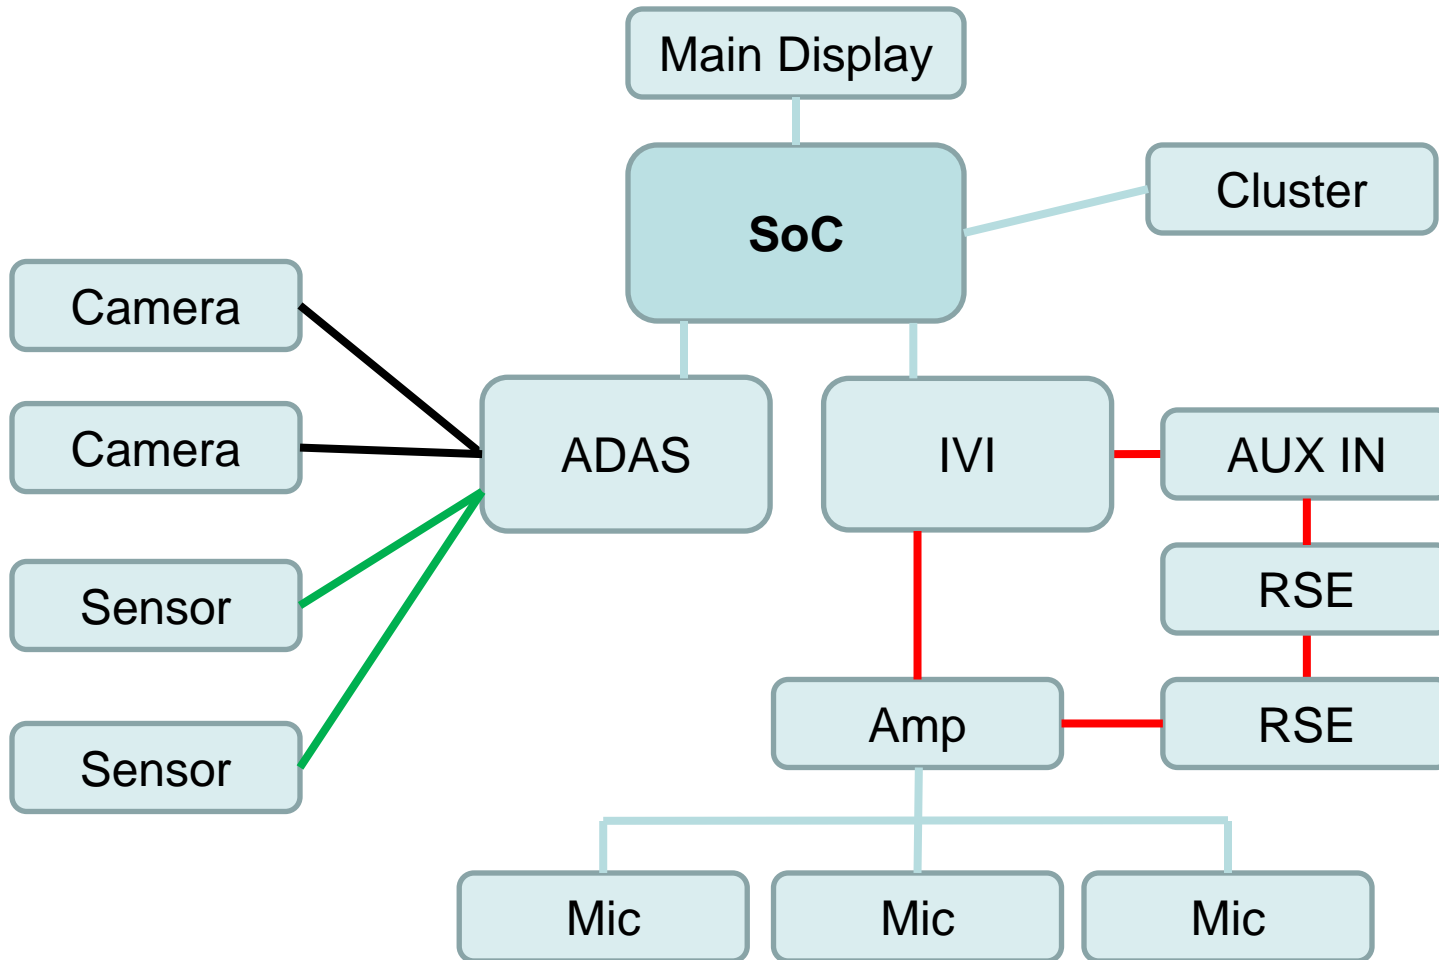 Main Display
SoC
Cluster
Camera
Camera
ADAS
IVI
AUX IN
Sensor
RSE
Sensor
Amp
RSE
Mic
Mic
Mic